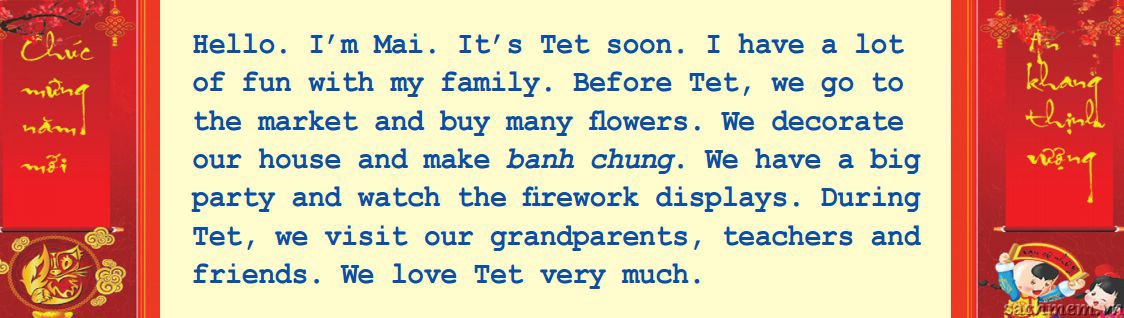 Chúc
mừng
năm
mới
Hello. I’m Mai. It’s Tet soon. I have a lot
of fun with my family. Before Tet, we go to
the market and buy many flowers. We decorate
our house and make banh chung. We have a big
party and watch the firework displays. During
Tet, we visit our grandparents, teachers and
friends. We love Tet very much.
An
khang
thịnh
vượng
sachmem.vn